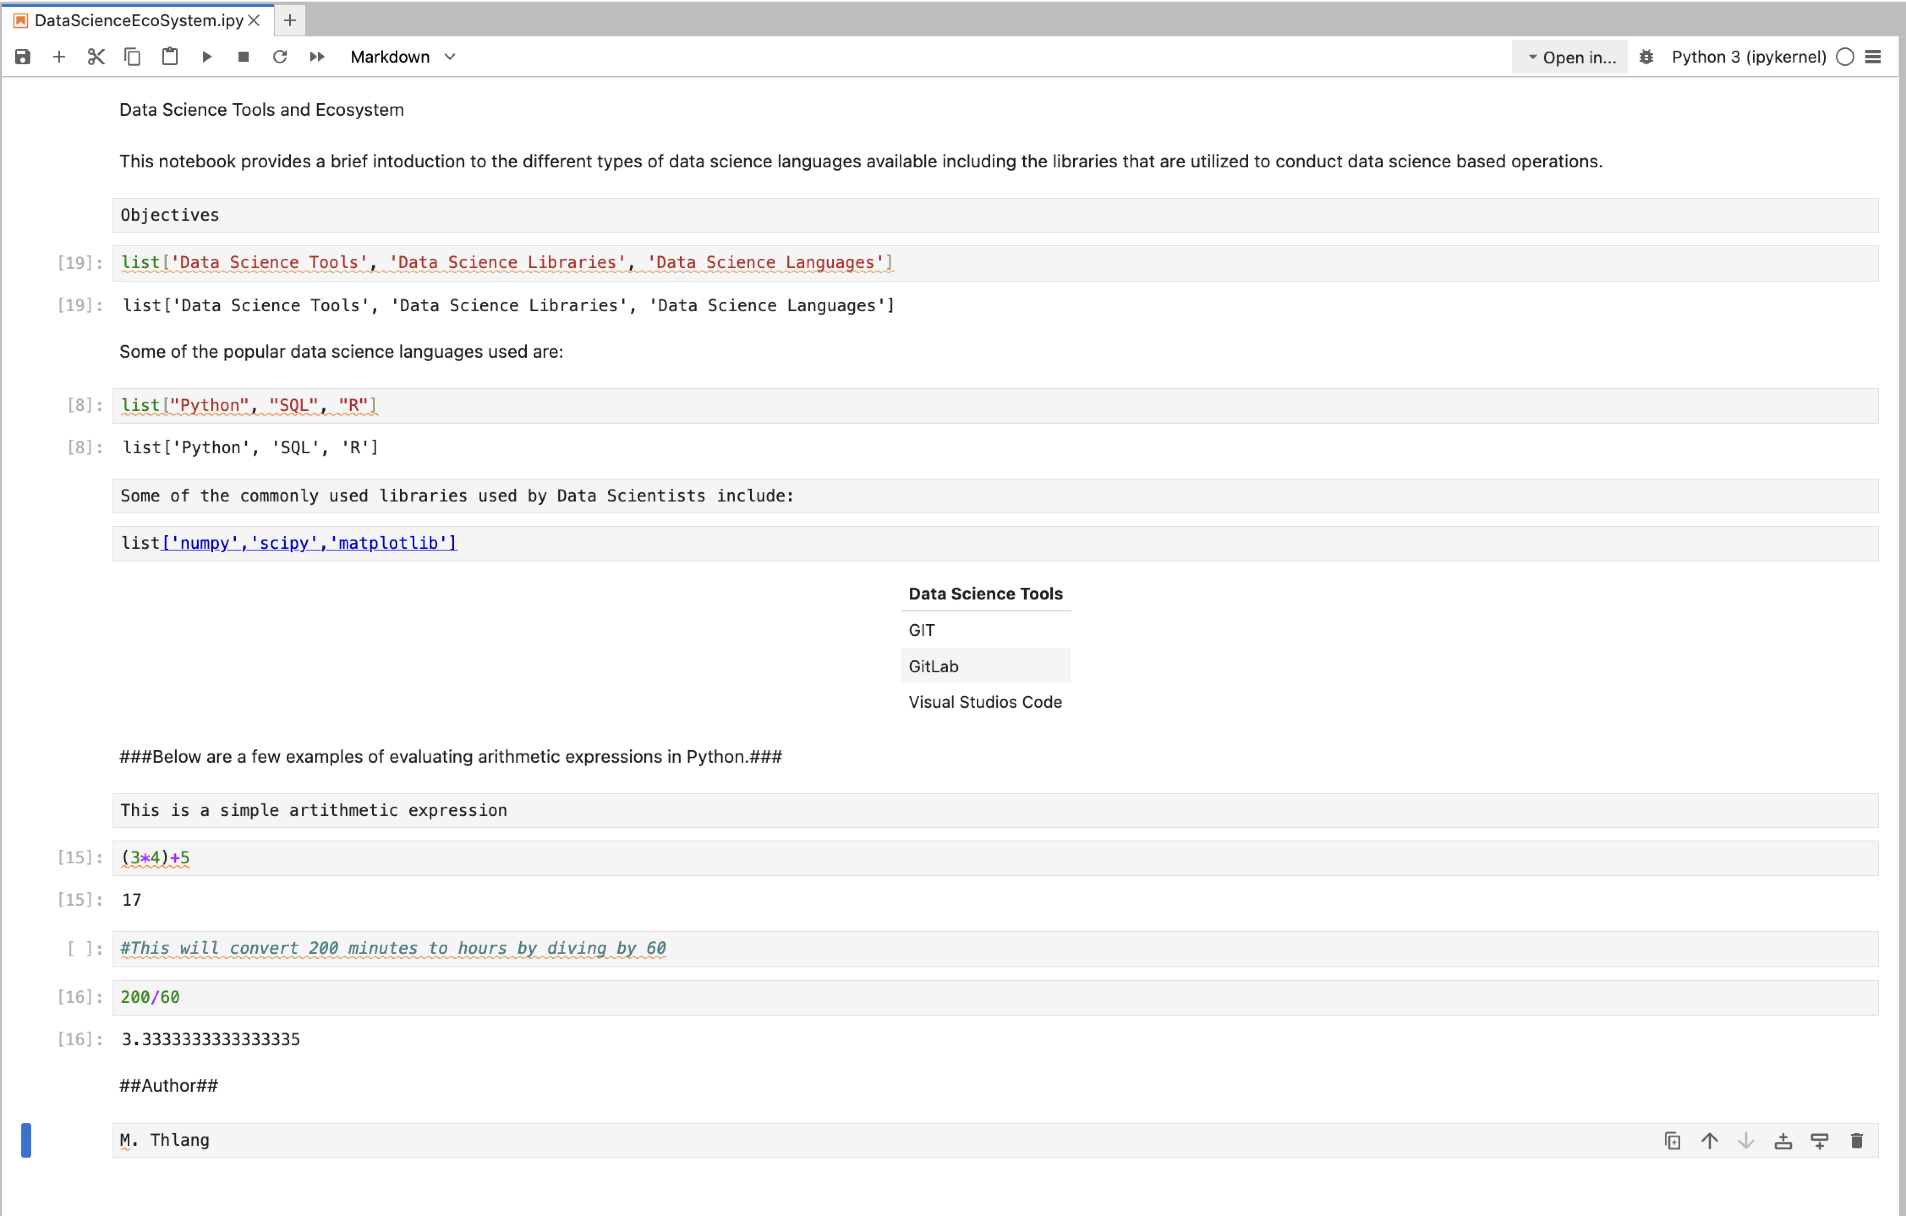 DataScienceEcoSystem.ipy
Markdown
Open in...
Python 3 (ipykernel)
Data Science Tools and Ecosystem
This notebook provides a brief intoduction to the different types of data science languages available including the libraries that are utilized to conduct data science based operations.
Objectives
[19]: list['Data Science Tools', 'Data Science Libraries', 'Data Science Languages']
[19]: list['Data Science Tools', 'Data Science Libraries', 'Data Science Languages']
Some of the popular data science languages used are:
[8]: list["Python", "SQL", "R"]
[8]: list['Python', 'SQL', 'R']
Some of the commonly used libraries used by Data Scientists include:
list['numpy','scipy','matplotlib']
Data Science Tools
GIT
GitLab
Visual Studios Code
###Below are a few examples of evaluating arithmetic expressions in Python.###
This is a simple artithmetic expression
[15]: (3*4)+5
[15]: 17
[ ]: #This will convert 200 minutes to hours by diving by 60
[16]: 200/60
[16]: 3.3333333333333335
##Author##
M. Thlang